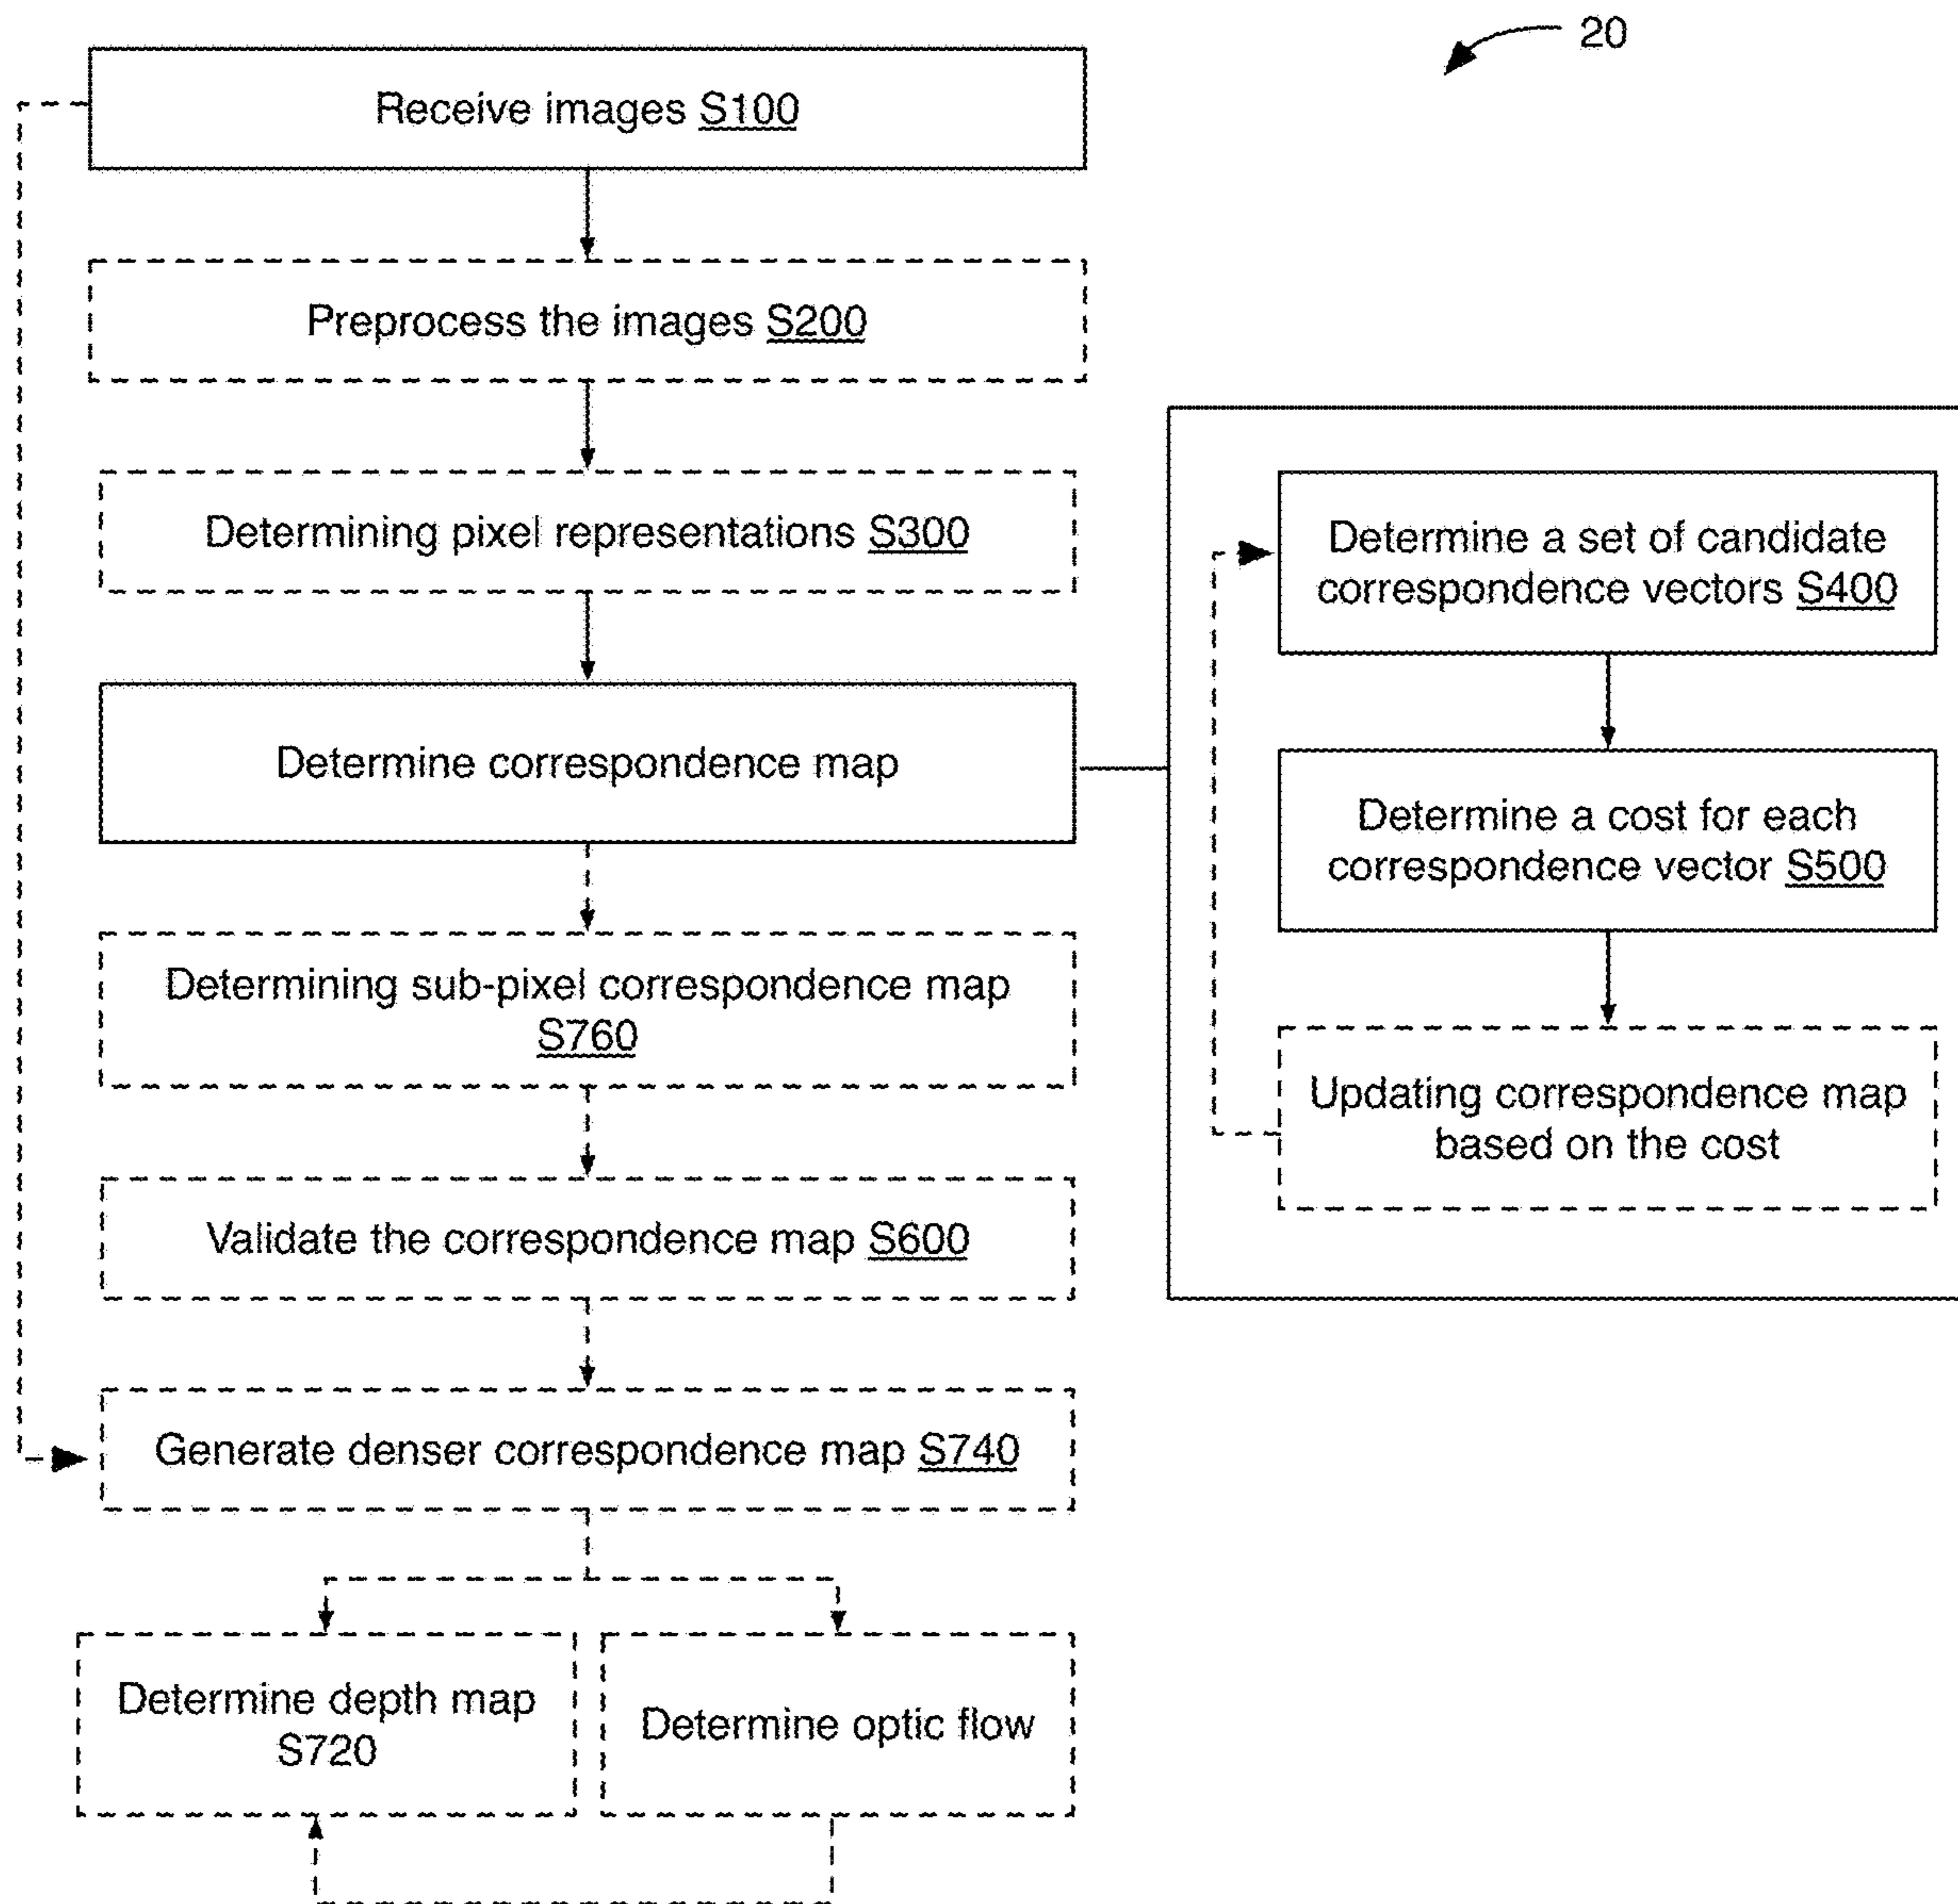 20
Receive images S100
Preprocess the images S200
Determining pixel representations S300
Determine correspondence map
Determining sub-pixel correspondence map
S760
Validate the correspondence map S600
Generate denser correspondence map S740
Determine depth map
S720
Determine optic flow
Determine a set of candidate
correspondence vectors S400
Determine a cost for each
correspondence vector S500
Updating correspondence map
based on the cost